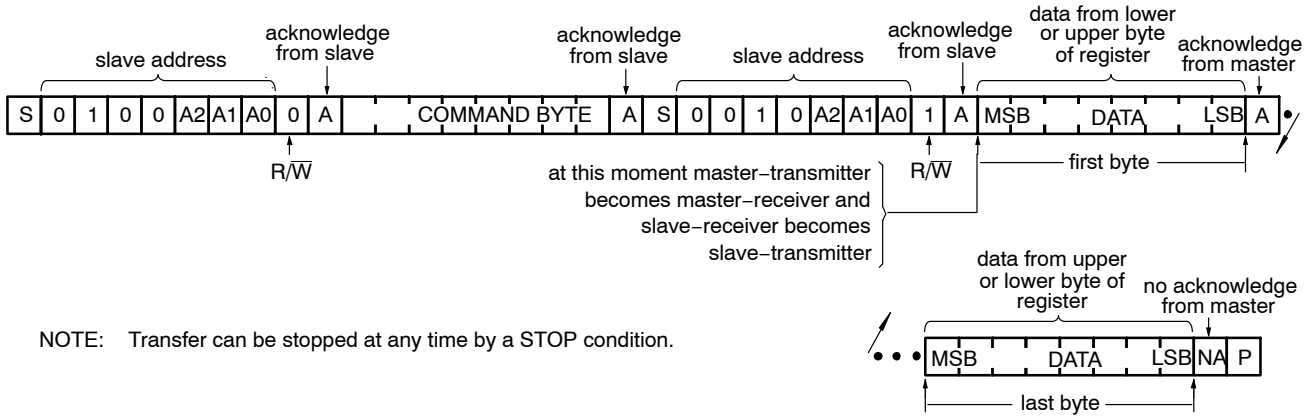 acknowledge
from slave
slave address
acknowledge
from slave
slave address
acknowledge
from slave
data from lower
or upper byte
of register
acknowledge
from master
S 0 1 0 0 A2 A1 A0 0 A COMMAND BYTE A S 0 0 1 0 A2 A1 A0 1 A MSB DATA LSB A
R/W̅
R/W̅
first byte
at this moment master−transmitter
becomes master−receiver and
slave−receiver becomes
slave−transmitter
data from upper
or lower byte of
register
no acknowledge
from master
NOTE: Transfer can be stopped at any time by a STOP condition.
MSB DATA LSB NA P
last byte